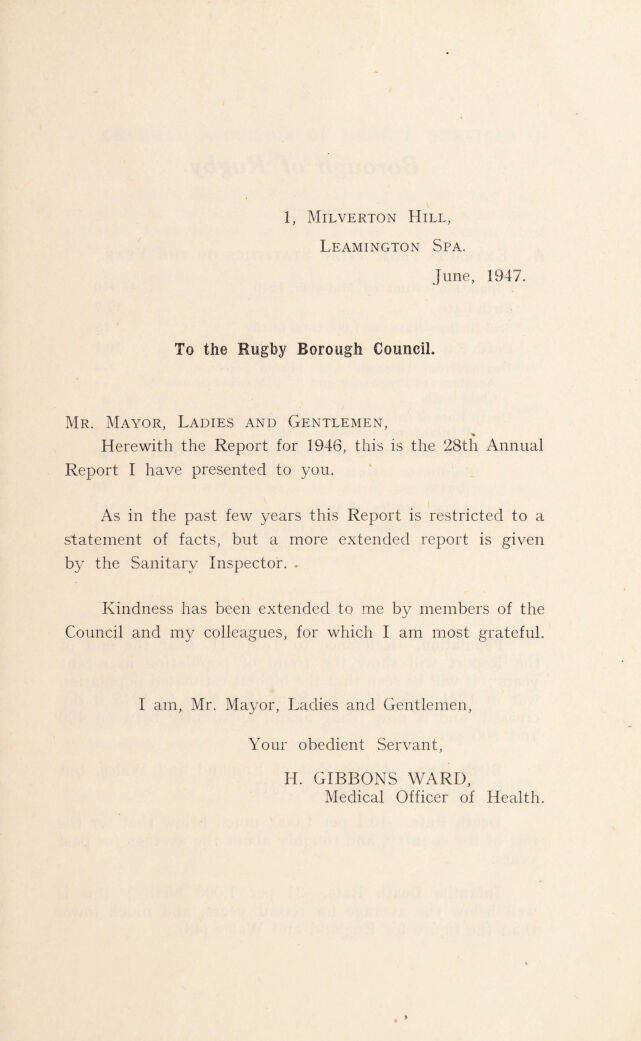 1, Milverton Hill,
Leamington Spa.
June, 1947.
To the Rugby Borough Council.
Mr. Mayor, Ladies and Gentlemen,
Herewith the Report for 1946, this is the 28th Annual
Report I have presented to you.
As in the past few years this Report is restricted to a
statement of facts, but a more extended report is given
by the Sanitary Inspector.
Kindness has been extended to me by members of the
Council and my colleagues, for which I am most grateful.
I am, Mr. Mayor, Ladies and Gentlemen,
Your obedient Servant,
H. GIBBONS WARD,
Medical Officer of Health.